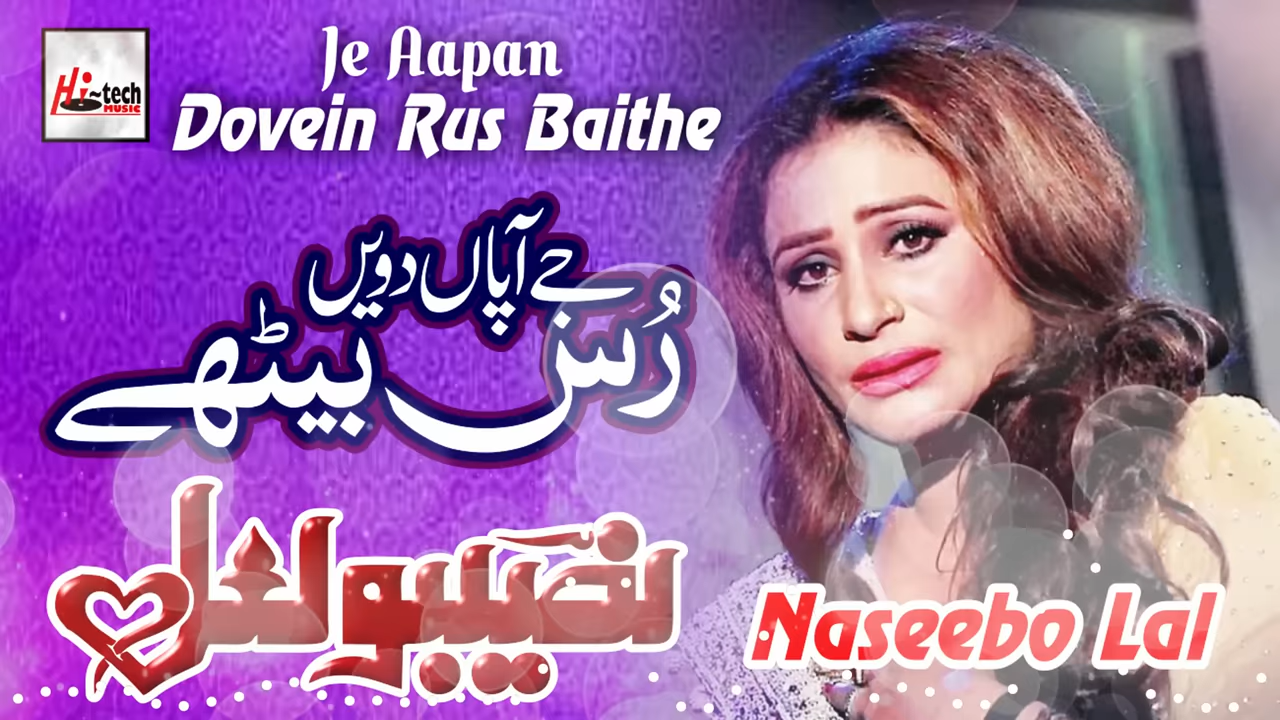 Hi~tech
MUSIC
Je Aapan
Dovein Rus Baithe
جے آپاں دویں
رُس بیٹھے
نصیبو لعل
Naseebo Lal